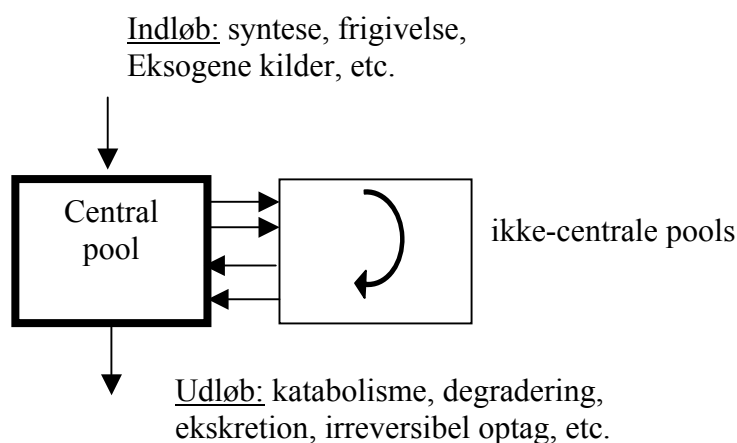 Indløb: syntese, frigivelse,
Eksogene kilder, etc.
Central
pool
ikke-centrale pools
Udløb: katabolisme, degradering,
ekskretion, irreversibel optag, etc.